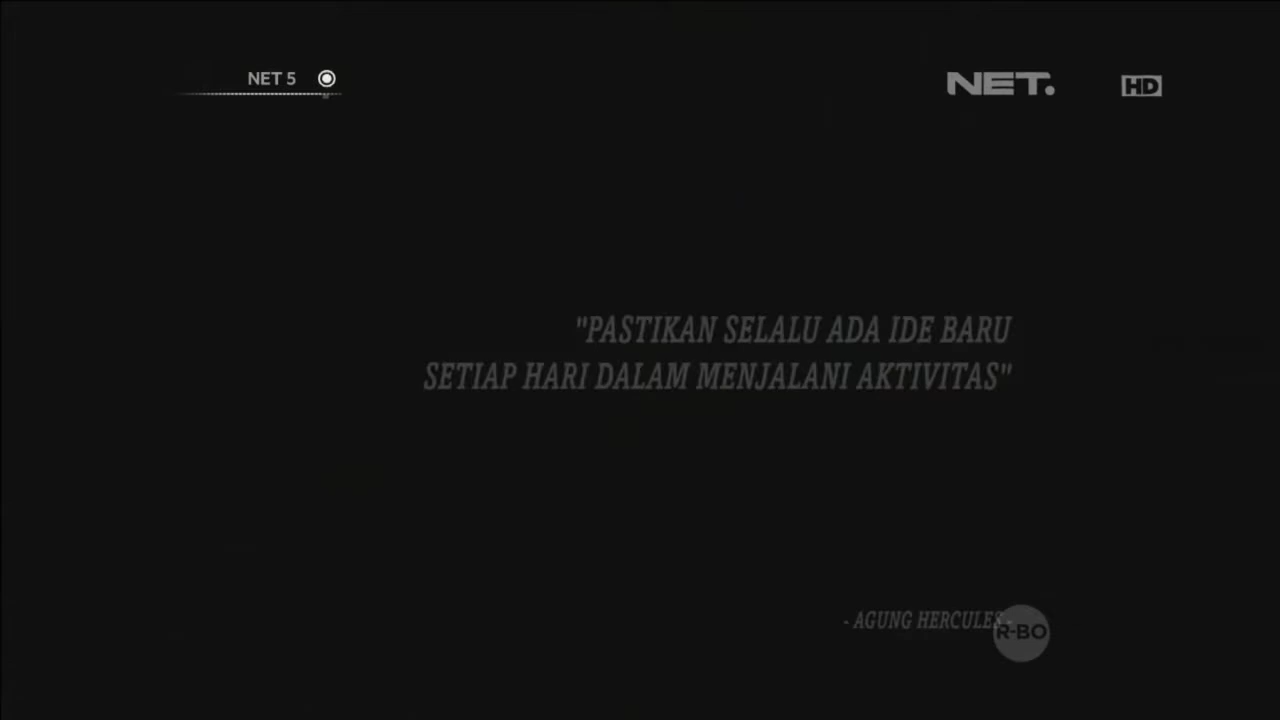 NET 5
NET.
HD
"PASTIKAN SELALU ADA IDE BARU
SETIAP HARI DALAM MENJALANI AKTIVITAS"
- AGUNG HERCULES -
R-BO